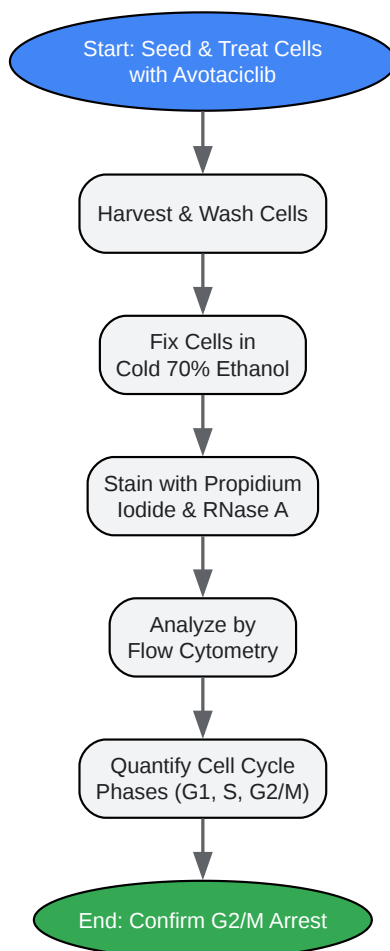 Start: Seed & Treat Cells
with Avotaciclib
Harvest & Wash Cells
Fix Cells in
Cold 70% Ethanol
Stain with Propidium
Iodide & RNase A
Analyze by
Flow Cytometry
Quantify Cell Cycle
Phases (G1, S, G2/M)
End: Confirm G2/M Arrest